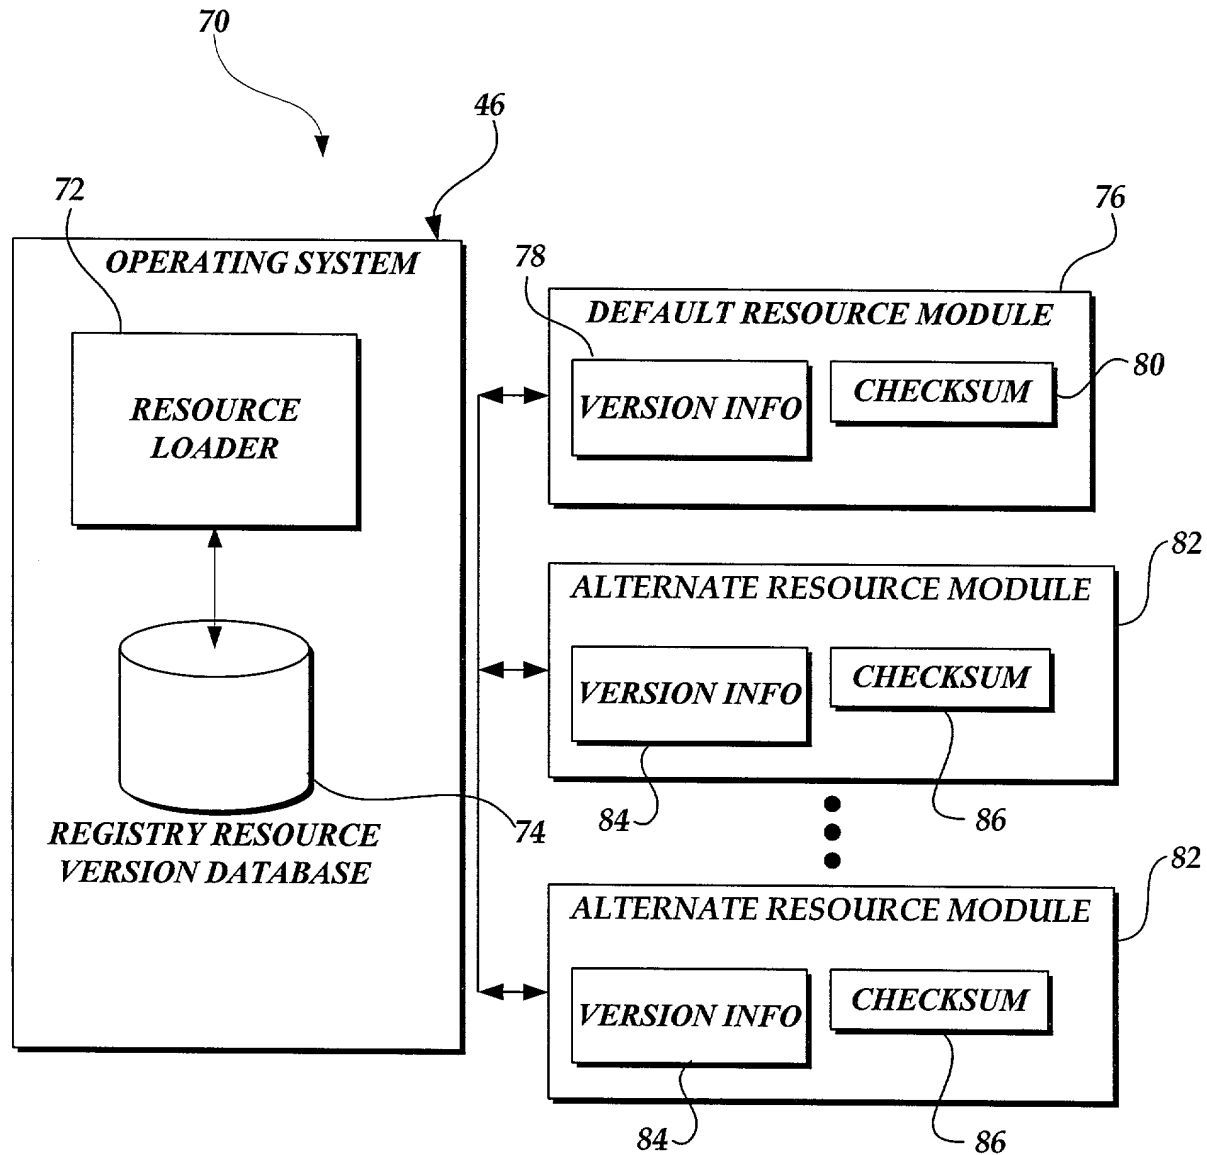 70
46
72
OPERATING SYSTEM
RESOURCE
LOADER
REGISTRY RESOURCE
VERSION DATABASE
74
76
78
DEFAULT RESOURCE MODULE
VERSION INFO
CHECKSUM
80
82
ALTERNATE RESOURCE MODULE
VERSION INFO
CHECKSUM
84
86
82
ALTERNATE RESOURCE MODULE
VERSION INFO
CHECKSUM
84
86